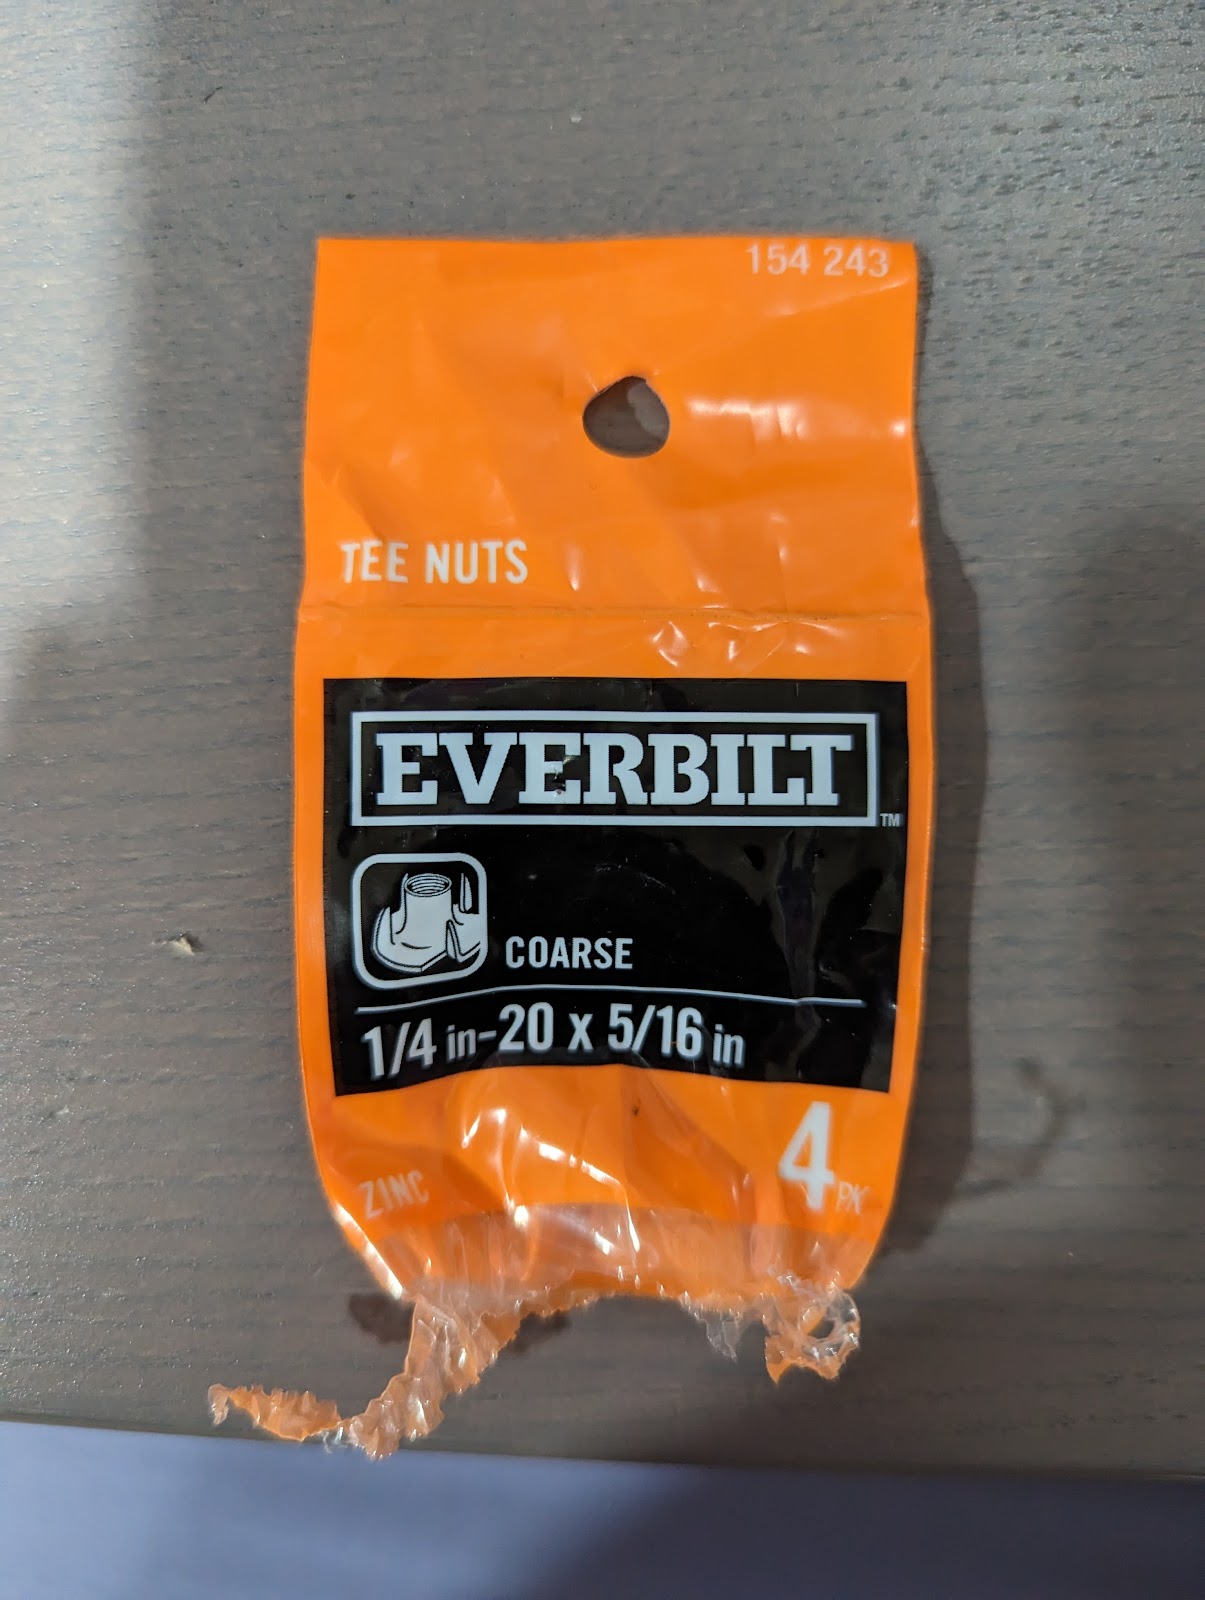 154 243
TEE NUTS
EVERBILT
TM
COARSE
1/4 in-20 x 5/16 in
4 PK
ZINC